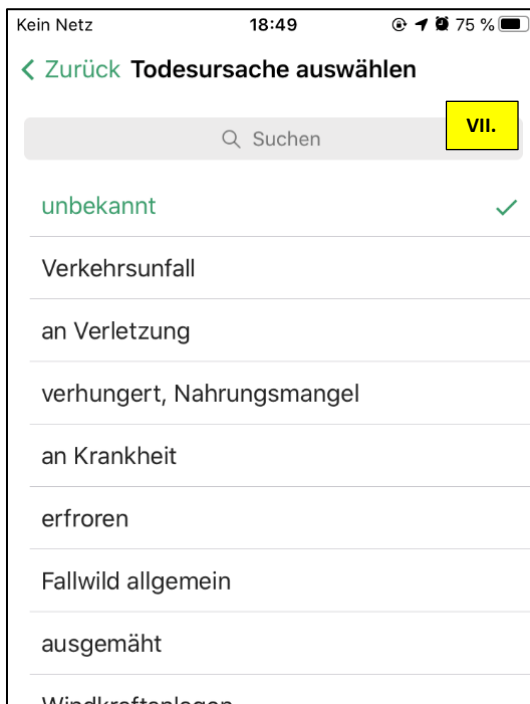 Kein Netz 18:49 75 %
Zurück Todesursache auswählen
VII.
Suchen
unbekannt
Verkehrsunfall
an Verletzung
verhungert, Nahrungsmangel
an Krankheit
erfroren
Fallwild allgemein
ausgemäht
Windkraftanlagen